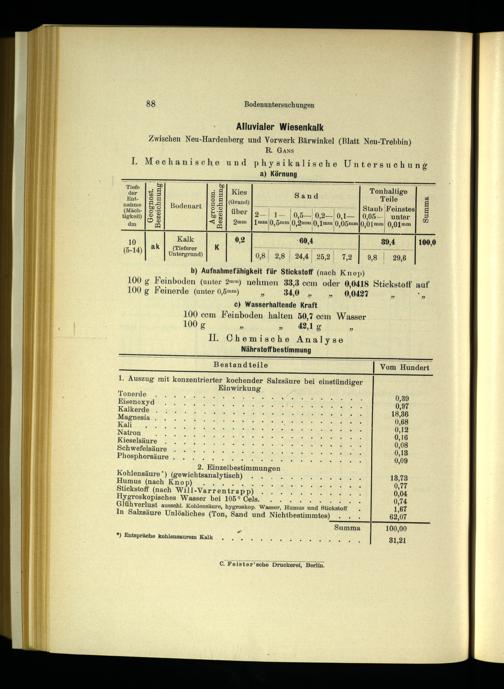 88 Bodenuntersuchungen
Alluvialer Wiesenkalk
Zwischen Neu-Hardenberg und Vorwerk Bärwinkel (Blatt Neu-Trebbin)
R. Gans
I. Mechanische und physikalische Untersuchung
a) Körnung
Tiefe der Ent-nahme (Mächtigkeit) dm | Geognost. Bezeichnung | Bodenart | Agronom. Bezeichnung | Kies (Grand) über 2mm | Sand | Tonhaltige Teile | Summa
2—1mm | 1—0,5mm | 0,5—0,2mm | 0,2—0,1mm | 0,1—0,05mm | Staub 0,05—0,01mm | Feinstes unter 0,01mm
10 (5-14) | ak | Kalk (Tieferer Untergrund) | K | 0,2 | 60,4 | 39,4 | 100,0
0,8 | 2,8 | 24,4 | 25,2 | 7,2 | 9,8 | 29,6
b) Aufnahmefähigkeit für Stickstoff (nach Knop)
100 g Feinboden (unter 2mm) nehmen 33,3 ccm oder 0,0418 Stickstoff auf
100 g Feinerde (unter 0,5mm) „ 34,0 „ „ 0,0427 „ „
c) Wasserhaltende Kraft
100 ccm Feinboden halten 50,7 ccm Wasser
100 g „ „ 42,1 g „
II. Chemische Analyse
Nährstoffbestimmung
Bestandteile | Vom Hundert
1. Auszug mit konzentrierter kochender Salzsäure bei einstündiger
Einwirkung
Tonerde . . . 0,39
Eisenoxyd . . . 0,97
Kalkerde . . . 18,36
Magnesia . . . 0,68
Kali . . . 0,12
Natron . . . 0,16
Kieselsäure . . . 0,08
Schwefelsäure . . . 0,13
Phosphorsäure . . . 0,09
2. Einzelbestimmungen
Kohlensäure*) (gewichtsanalytisch) . . . 13,73
Humus (nach Knop) . . . 0,77
Stickstoff (nach Will-Varrentrapp) . . . 0,04
Hygroskopisches Wasser bei 105° Cels. . . . 0,74
Glühverlust ausschl. Kohlensäure, hygroskop. Wasser, Humus und Stickstoff 1,67
In Salzsäure Unlösliches (Ton, Sand und Nichtbestimmtes) . . . 62,07
Summa 100,00
*) Entspräche kohlensaurem Kalk . . . 31,21
C. Feister'sche Druckerei, Berlin.